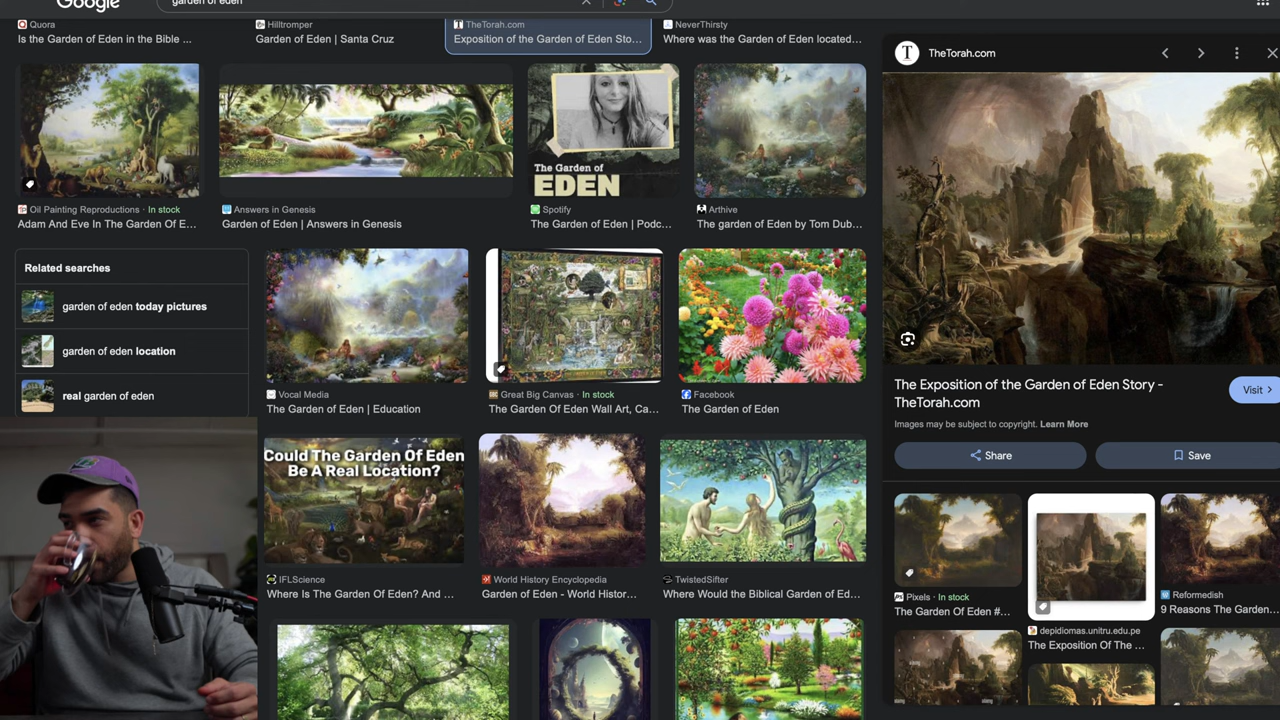 Google
garden of eden
Quora
Is the Garden of Eden in the Bible ...
Hilltromper
Garden of Eden | Santa Cruz
TheTorah.com
Exposition of the Garden of Eden Sto...
NeverThirsty
Where was the Garden of Eden located...
Oil Painting Reproductions · In stock
Adam And Eve In The Garden Of E...
Answers in Genesis
Garden of Eden | Answers in Genesis
The Garden of
EDEN
Spotify
The Garden of Eden | Podc...
Arthive
The garden of Eden by Tom Dub...
Related searches
garden of eden today pictures
garden of eden location
real garden of eden
Vocal Media
The Garden of Eden | Education
Great Big Canvas · In stock
The Garden Of Eden Wall Art, Ca...
Facebook
The Garden of Eden
Could The Garden Of Eden
Be A Real Location?
IFLScience
Where Is The Garden Of Eden? And ...
World History Encyclopedia
Garden of Eden - World Histor...
TwistedSifter
Where Would the Biblical Garden of Ed...
T
TheTorah.com
The Exposition of the Garden of Eden Story -
TheTorah.com
Visit
Images may be subject to copyright. Learn More
Share
Save
Pixels · In stock
The Garden Of Eden #...
depidiomas.unitru.edu.pe
The Exposition Of The ...
Reformedish
9 Reasons The Garden...